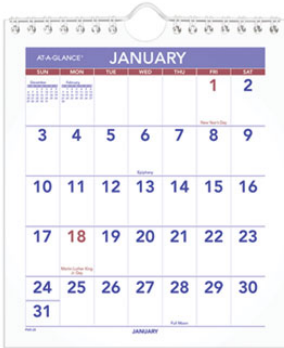 AT-A-GLANCE® JANUARY
SUN MON TUE WED THU FRI SAT
December February 1 2
New Year's Day
3 4 5 6 7 8 9
Epiphany
10 11 12 13 14 15 16
17 18 19 20 21 22 23
Martin Luther King
Jr. Day
24 25 26 27 28 29 30
Full Moon
31
JANUARY